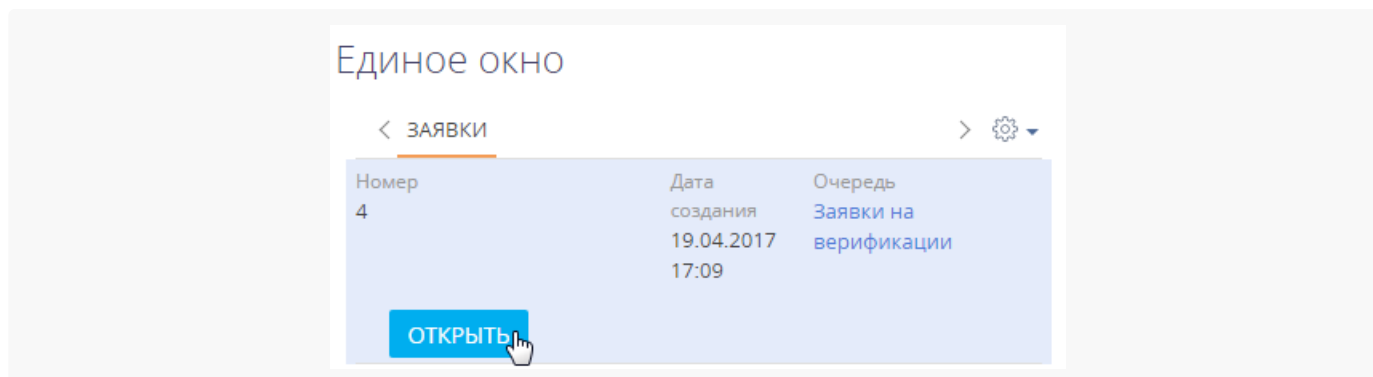 Единое окно
ЗАЯВКИ
Номер
4
Дата
создания
19.04.2017
17:09
Очередь
Заявки на
верификации
ОТКРЫТЬ